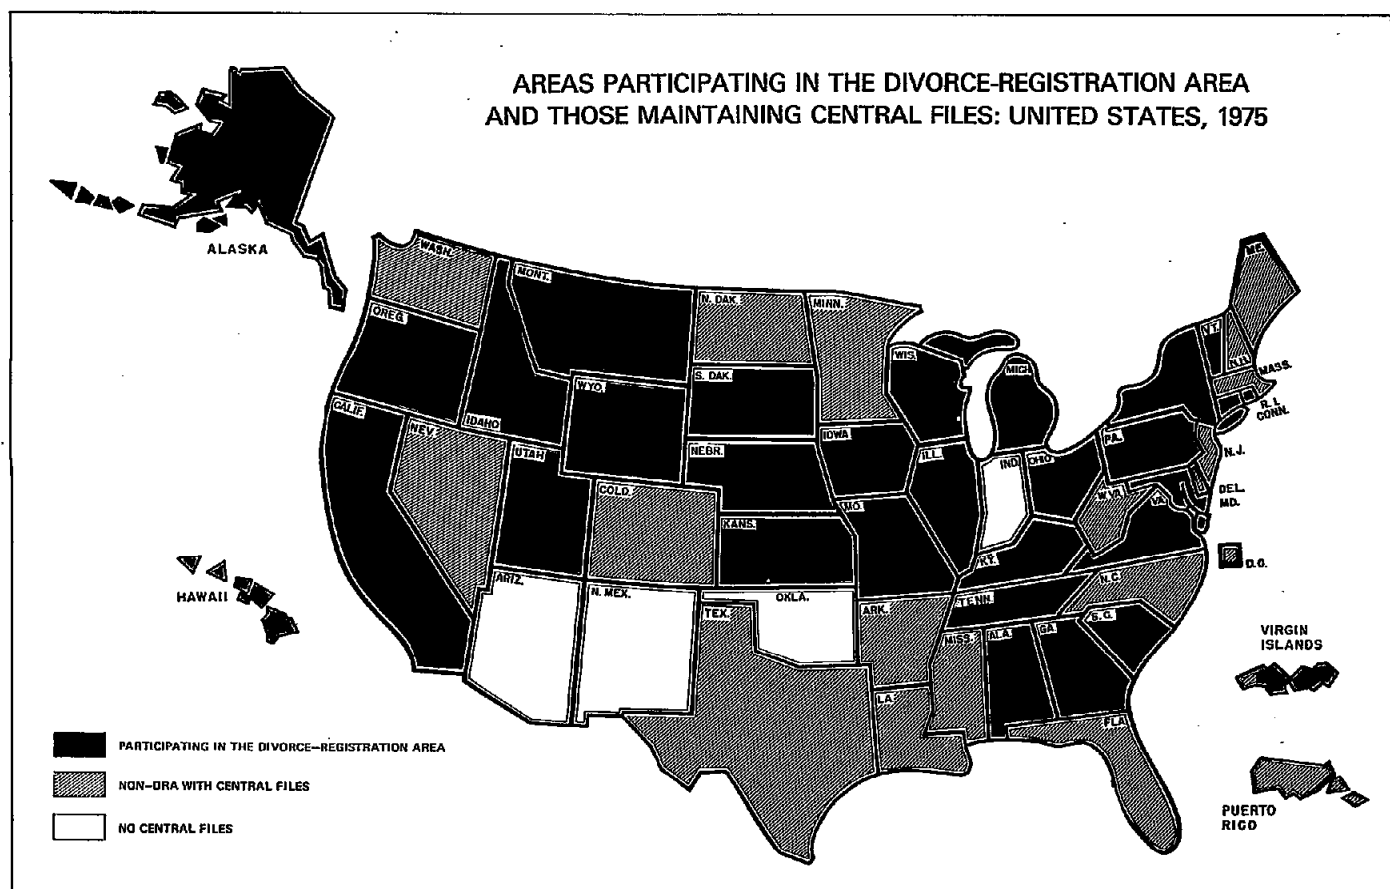 AREAS PARTICIPATING IN THE DIVORCE-REGISTRATION AREA
AND THOSE MAINTAINING CENTRAL FILES: UNITED STATES, 1975
ALASKA
WASH.
MONT.
N. DAK.
MINN.
ME.
OREG.
VT.
N.H.
MASS.
WIS.
MICH.
S. DAK.
WYO.
R.I.
CONN.
CALIF.
NEV.
IDAHO
UTAH
NEBR.
IOWA
ILL.
IND.
OHIO
PA.
N.J.
COLO.
KANS.
MO.
W.VA.
VA.
DEL.
MD.
D.C.
KY.
ARIZ.
N. MEX.
OKLA.
TENN.
N.C.
HAWAII
TEX.
ARK.
MISS.
ALA.
GA.
S.C.
VIRGIN
ISLANDS
LA.
FLA.
PARTICIPATING IN THE DIVORCE-REGISTRATION AREA
NON-DRA WITH CENTRAL FILES
NO CENTRAL FILES
PUERTO
RICO